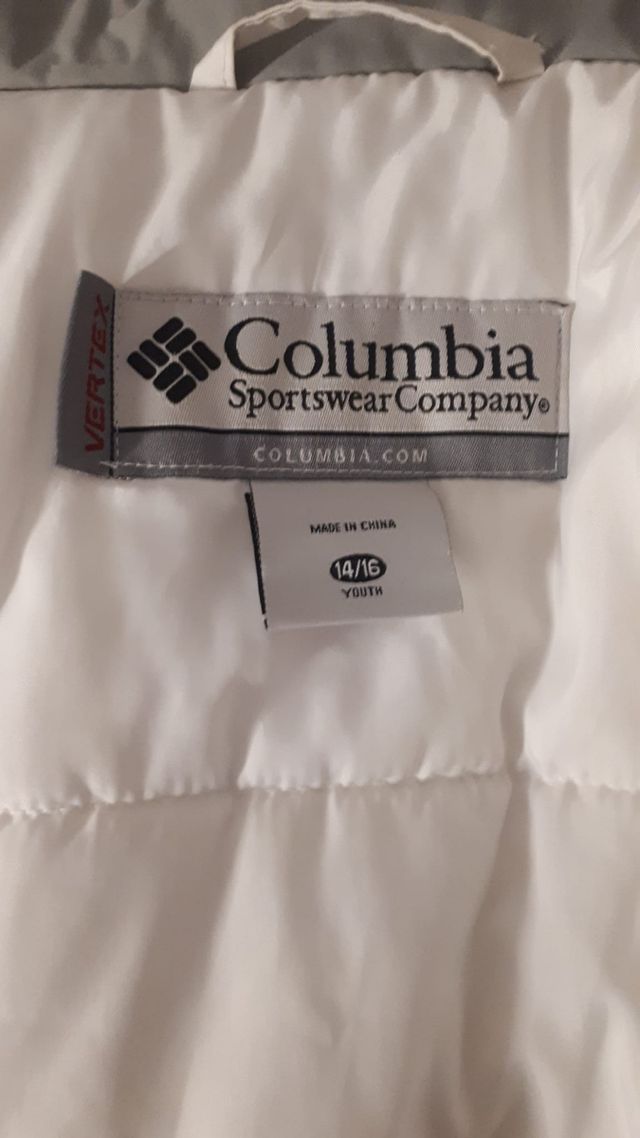 VERTEX
Columbia
Sportswear Company®
COLUMBIA.COM
MADE IN CHINA
14/16
YOUTH